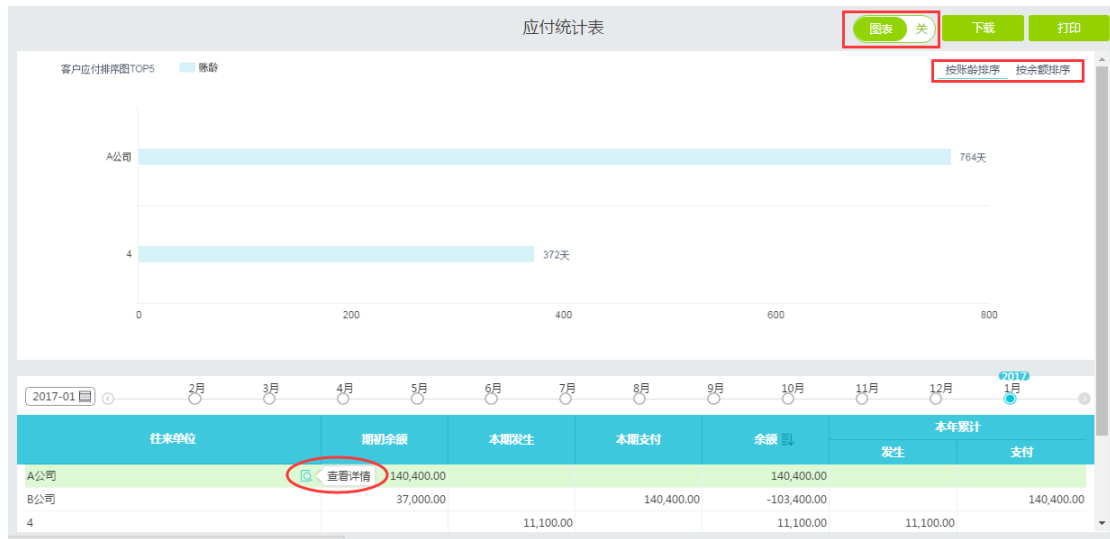 应付统计表 图表 关 下载 打印
客户应付排序图TOP5 账龄 按账龄排序 按余额排序
A公司 764天
4 372天
0 200 400 600 800
2017
2017-01 2月 3月 4月 5月 6月 7月 8月 9月 10月 11月 12月 1月
往来单位 期初余额 本期发生 本期支付 余额 本年累计
发生 支付
A公司 查看详情 140,400.00 140,400.00
B公司 37,000.00 140,400.00 -103,400.00 140,400.00
4 11,100.00 11,100.00 11,100.00